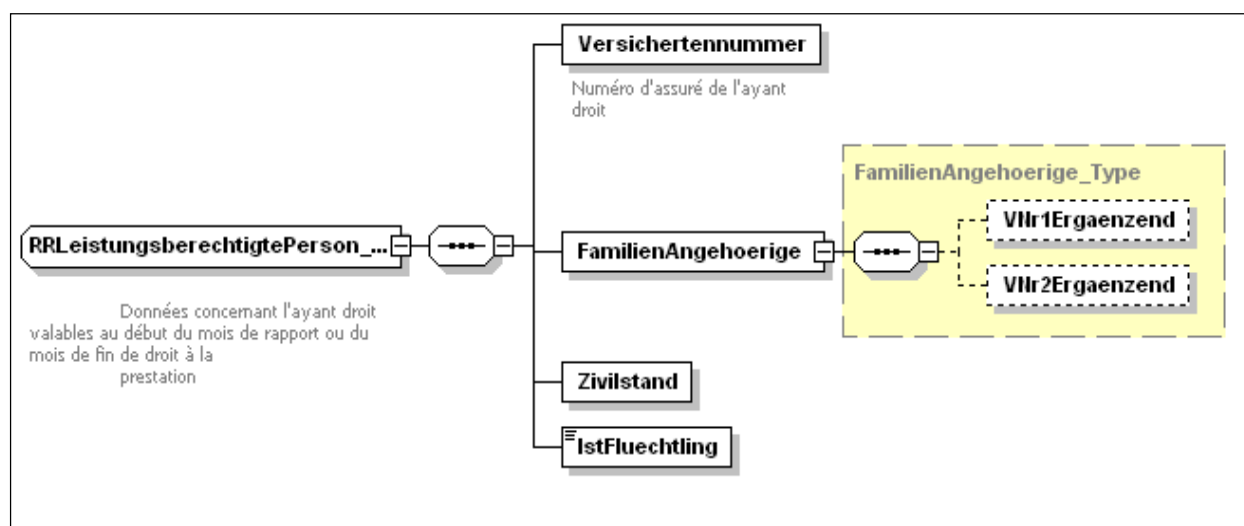 Versichertennummer
Numéro d'assuré de l'ayant
droit
FamilienAngehoerige_Type
VNr1Ergaenzend
RRLeistungsberechtigtePerson_...
FamilienAngehoerige
VNr2Ergaenzend
Données concernant l'ayant droit
valables au début du mois de rapport ou du
mois de fin de droit à la
prestation
Zivilstand
IstFluechtling